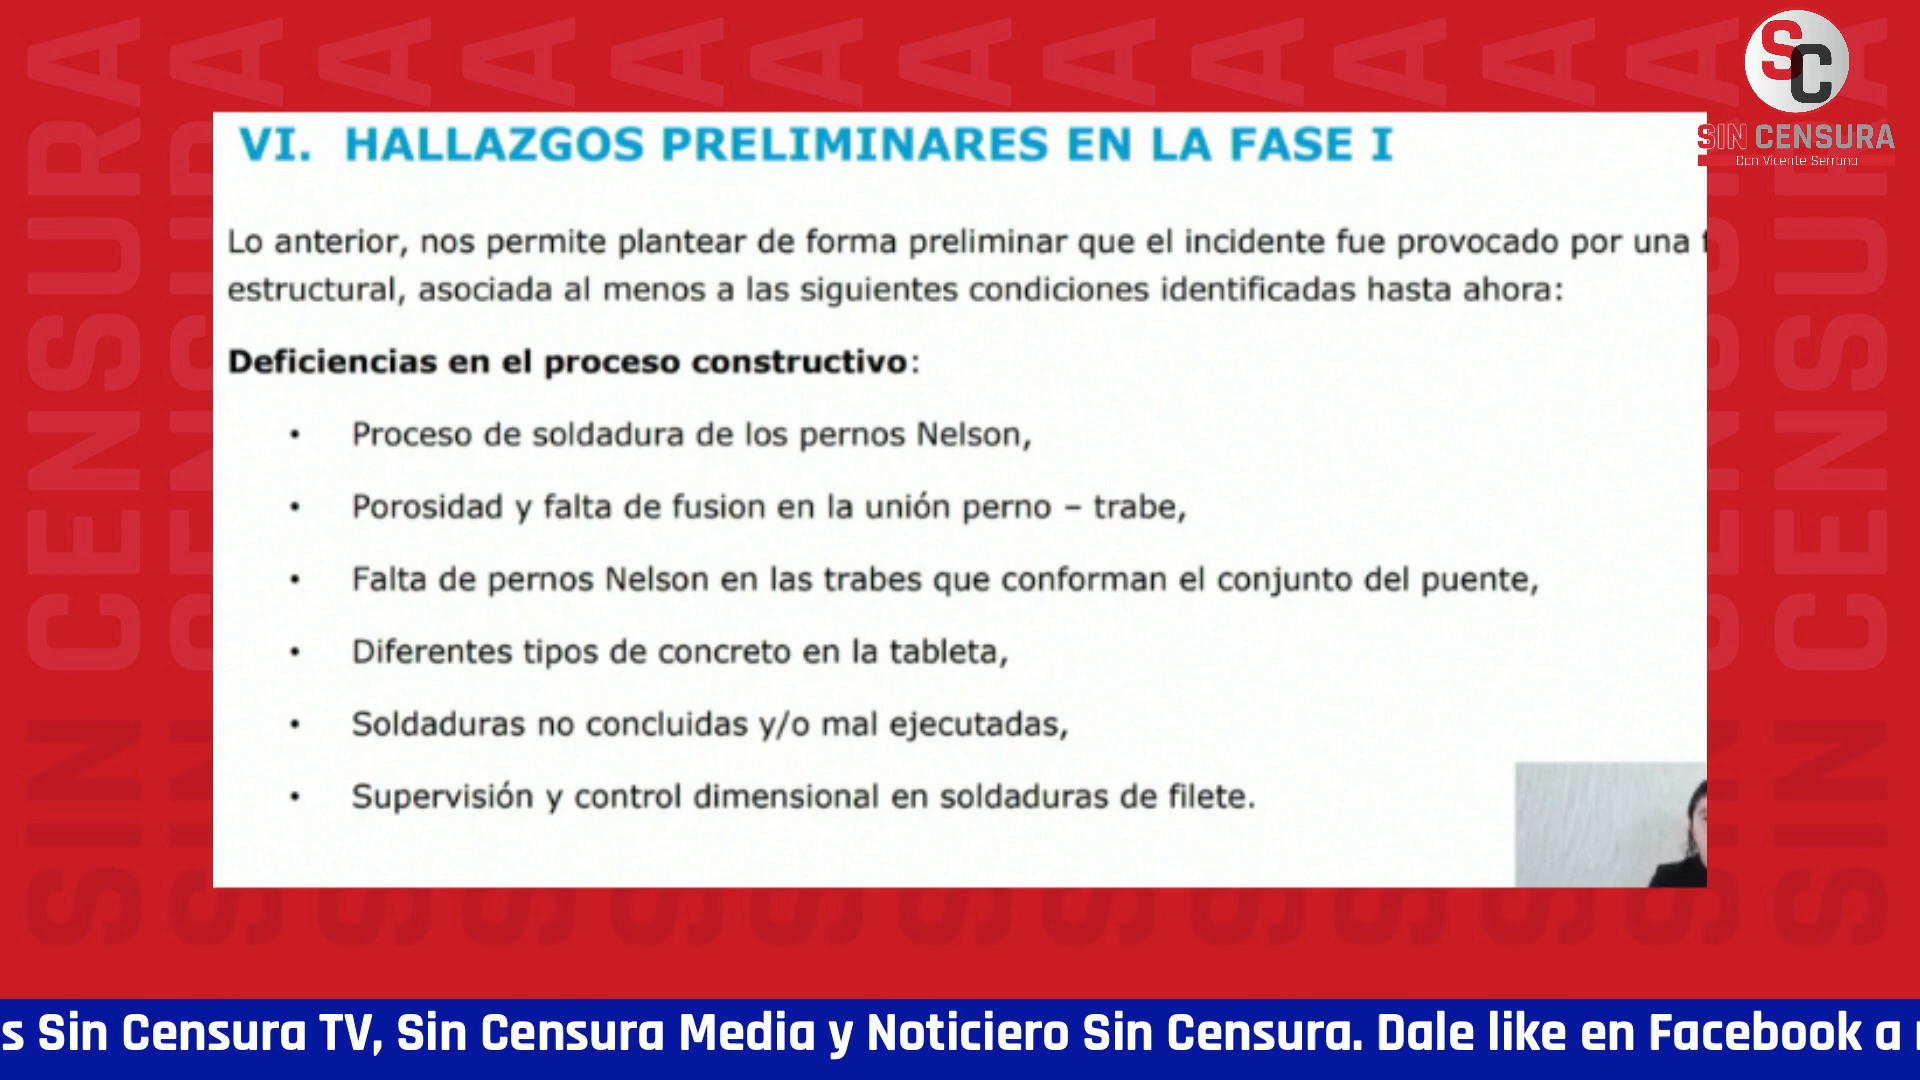 SC
SIN CENSURA
Con Vicente Serrano
VI. HALLAZGOS PRELIMINARES EN LA FASE I
Lo anterior, nos permite plantear de forma preliminar que el incidente fue provocado por una
estructural, asociada al menos a las siguientes condiciones identificadas hasta ahora:
Deficiencias en el proceso constructivo:
• Proceso de soldadura de los pernos Nelson,
• Porosidad y falta de fusion en la unión perno – trabe,
• Falta de pernos Nelson en las trabes que conforman el conjunto del puente,
• Diferentes tipos de concreto en la tableta,
• Soldaduras no concluidas y/o mal ejecutadas,
• Supervisión y control dimensional en soldaduras de filete.
SIN CENSURA
SIN CENSURA
s Sin Censura TV, Sin Censura Media y Noticiero Sin Censura. Dale like en Facebook a